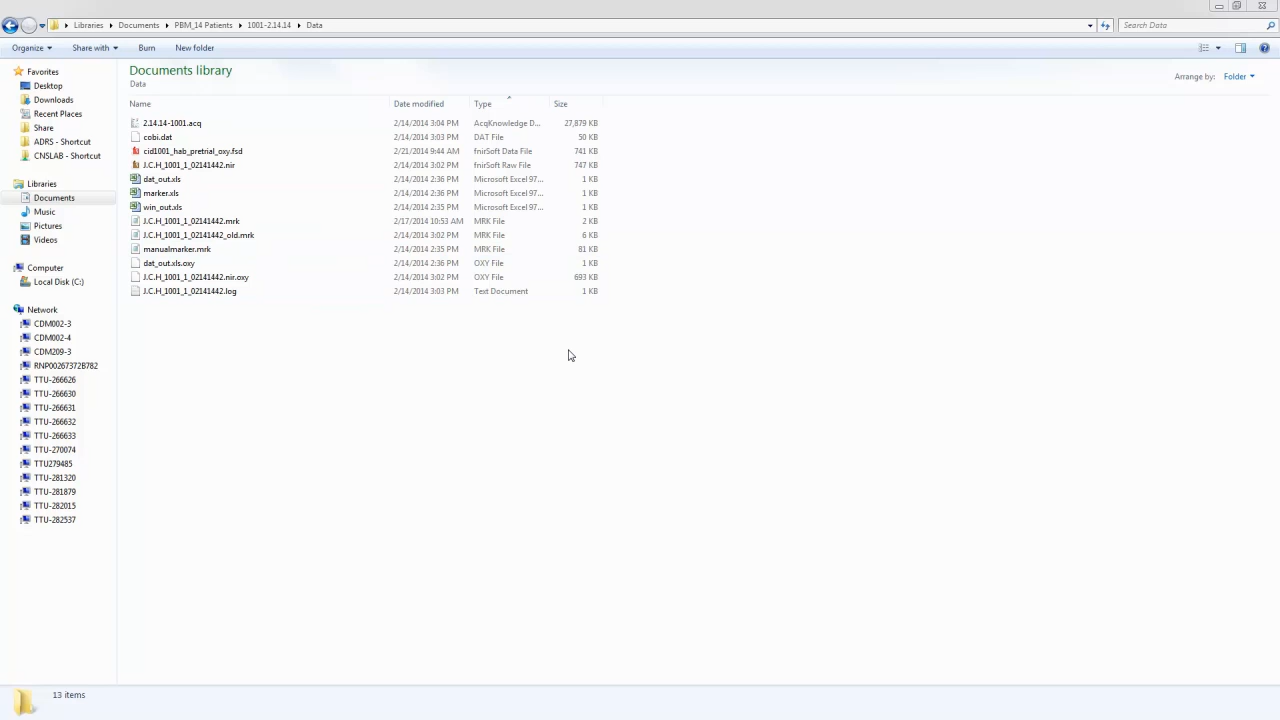 Libraries Documents PBM_14 Patients 1001-2.14.14 Data Search Data
Organize Share with Burn New folder
Favorites
Desktop
Downloads
Recent Places
Share
ADRS - Shortcut
CNSLAB - Shortcut
Libraries
Documents
Music
Pictures
Videos
Computer
Local Disk (C:)
Network
CDM002-3
CDM002-4
CDM209-3
RNP00267372B782
TTU-266626
TTU-266630
TTU-266631
TTU-266632
TTU-266633
TTU-270074
TTU279485
TTU-281320
TTU-281879
TTU-282015
TTU-282537
Documents library
Data
Arrange by: Folder
Name Date modified Type Size
2.14.14-1001.acq 2/14/2014 3:04 PM AcqKnowledge D... 27,879 KB
cobi.dat 2/14/2014 3:03 PM DAT File 50 KB
cid1001_hab_pretrial_oxy.fsd 2/21/2014 9:44 AM fnirSoft Data File 741 KB
J.C.H_1001_1_02141442.nir 2/14/2014 3:02 PM fnirSoft Raw File 747 KB
dat_out.xls 2/14/2014 2:36 PM Microsoft Excel 97... 1 KB
marker.xls 2/14/2014 2:36 PM Microsoft Excel 97... 1 KB
win_out.xls 2/14/2014 2:35 PM Microsoft Excel 97... 1 KB
J.C.H_1001_1_02141442.mrk 2/17/2014 10:53 AM MRK File 2 KB
J.C.H_1001_1_02141442_old.mrk 2/14/2014 3:02 PM MRK File 6 KB
manualmarker.mrk 2/14/2014 2:35 PM MRK File 81 KB
dat_out.xls.oxy 2/14/2014 2:36 PM OXY File 1 KB
J.C.H_1001_1_02141442.nir.oxy 2/14/2014 3:02 PM OXY File 693 KB
J.C.H_1001_1_02141442.log 2/14/2014 3:03 PM Text Document 1 KB
13 items